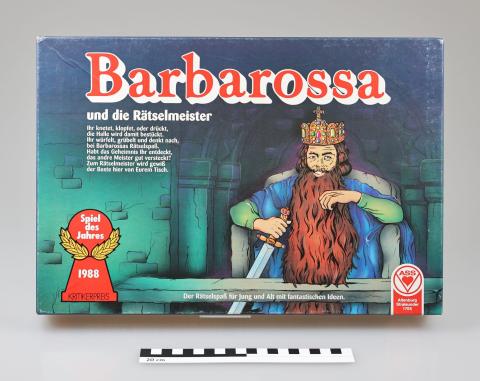 Barbarossa
und die Rätselmeister
Ihr knetet, klopfet, oder drückt,
die Halle wird damit bestückt.
Ihr würfelt, grübelt und denkt nach,
bei Barbarossas Rätselspaß.
Habt das Geheimnis Ihr entdeckt,
das andre Meister gut versteckt?
Zum Rätselmeister wird gewiß
der Beste hier von Eurem Tisch.
Spiel
des
Jahres
1988
KRITIKERPREIS
Der Rätselspaß für Jung und Alt mit fantastischen Ideen.
ASS
Altenburg
Stralsunder
1765
20 cm